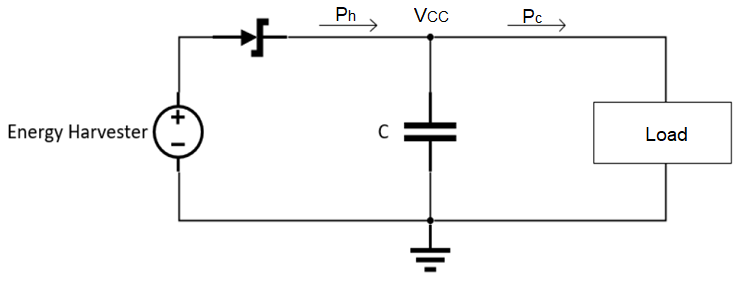 Ph
VCC
Pc
+
Energy Harvester
−
C
Load